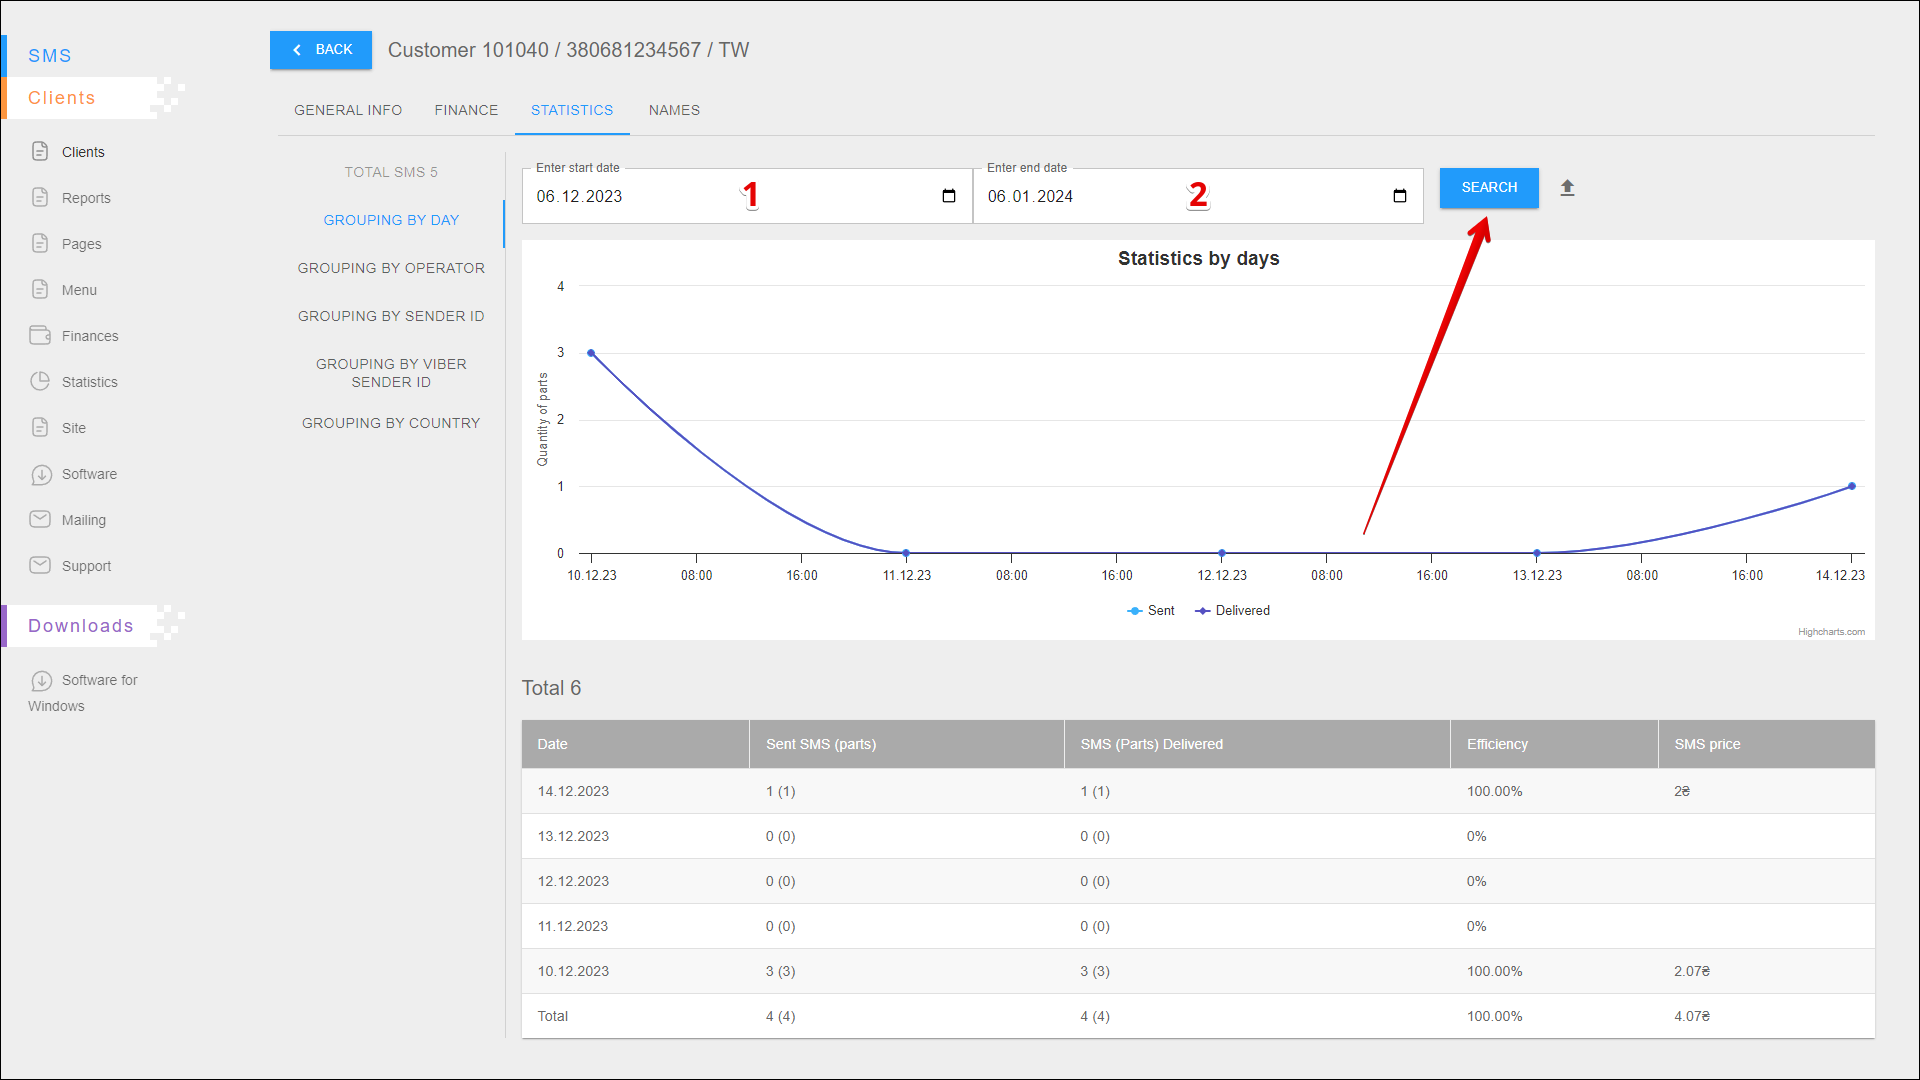 SMS
Clients
Clients
Reports
Pages
Menu
Finances
Statistics
Site
Software
Mailing
Support
Downloads
Software for
Windows
BACK Customer 101040 / 380681234567 / TW
GENERAL INFO FINANCE STATISTICS NAMES
TOTAL SMS 5
GROUPING BY DAY
GROUPING BY OPERATOR
GROUPING BY SENDER ID
GROUPING BY VIBER
SENDER ID
GROUPING BY COUNTRY
Enter start date
06.12.2023 1
Enter end date
06.01.2024 2
SEARCH
Statistics by days
Quantity of parts
4
3
2
1
0
10.12.23 08:00 16:00 11.12.23 08:00 16:00 12.12.23 08:00 16:00 13.12.23 08:00 16:00 14.12.23
Sent Delivered
Highcharts.com
Total 6
Date Sent SMS (parts) SMS (Parts) Delivered Efficiency SMS price
14.12.2023 1 (1) 1 (1) 100.00% 2₴
13.12.2023 0 (0) 0 (0) 0%
12.12.2023 0 (0) 0 (0) 0%
11.12.2023 0 (0) 0 (0) 0%
10.12.2023 3 (3) 3 (3) 100.00% 2.07₴
Total 4 (4) 4 (4) 100.00% 4.07₴